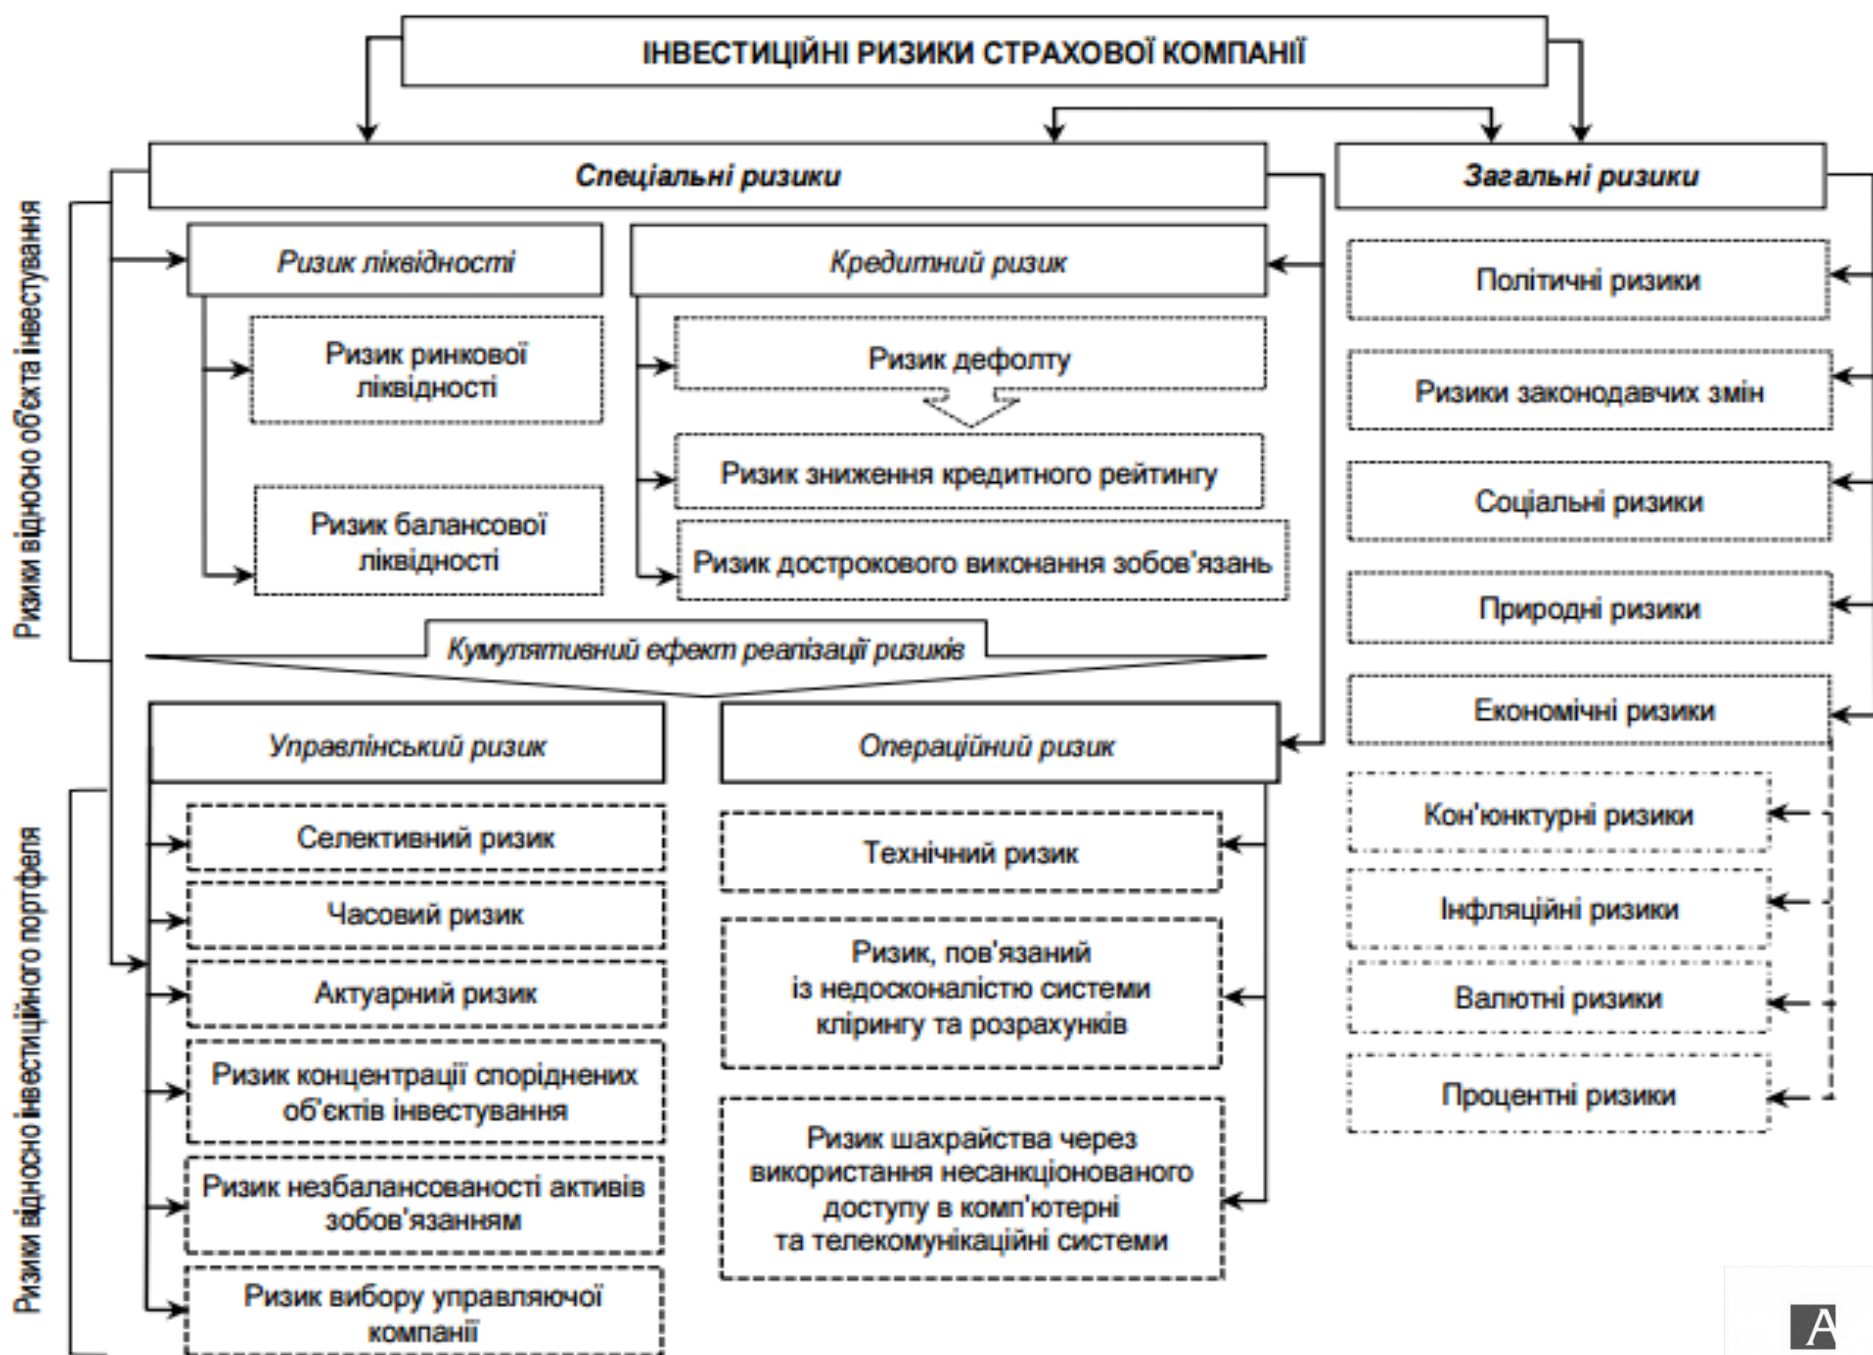 ІНВЕСТИЦІЙНІ РИЗИКИ СТРАХОВОЇ КОМПАНІЇ
Спеціальні ризики
Загальні ризики
Ризики відносно об'єкта інвестування
Ризик ліквідності
Кредитний ризик
Ризик ринкової
ліквідності
Ризик балансової
ліквідності
Ризик дефолту
Ризик зниження кредитного рейтингу
Ризик дострокового виконання зобов'язань
Кумулятивний ефект реалізації ризиків
Ризики відносно інвестиційного портфеля
Управлінський ризик
Селективний ризик
Часовий ризик
Актуарний ризик
Ризик концентрації споріднених
об'єктів інвестування
Ризик незбалансованості активів
зобов'язанням
Ризик вибору управляючої
компанії
Операційний ризик
Технічний ризик
Ризик, пов'язаний
із недосконалістю системи
клірингу та розрахунків
Ризик шахрайства через
використання несанкціонованого
доступу в комп'ютерні
та телекомунікаційні системи
Політичні ризики
Ризики законодавчих змін
Соціальні ризики
Природні ризики
Економічні ризики
Кон'юнктурні ризики
Інфляційні ризики
Валютні ризики
Процентні ризики
A